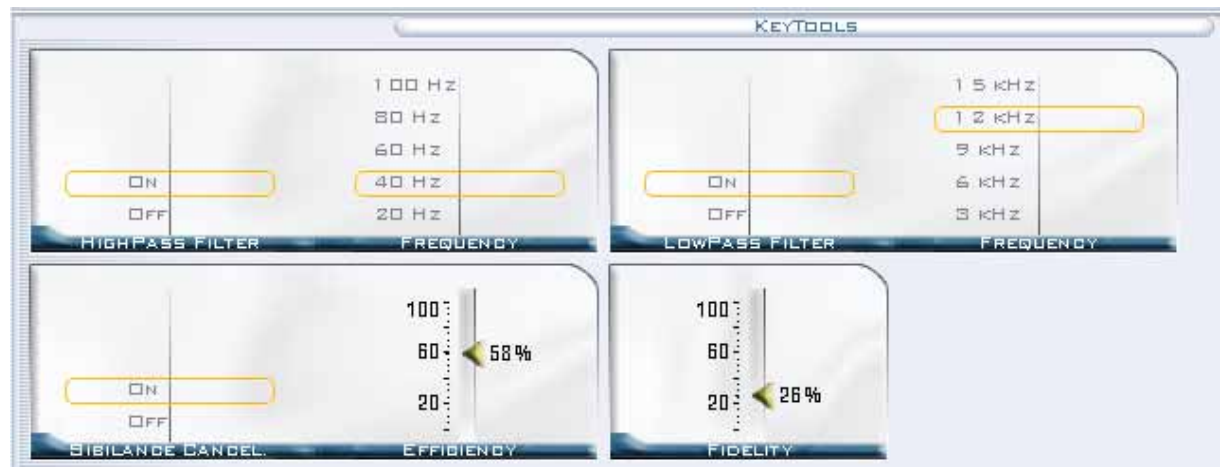 KeyTools
100 Hz
80 Hz
60 Hz
On
40 Hz
Off
20 Hz
HighPass Filter
Frequency
15 kHz
12 kHz
9 kHz
On
6 kHz
Off
3 kHz
LowPass Filter
Frequency
100
60
58%
On
20
Off
Sibilance Cancel.
Efficiency
100
60
26%
20
Fidelity